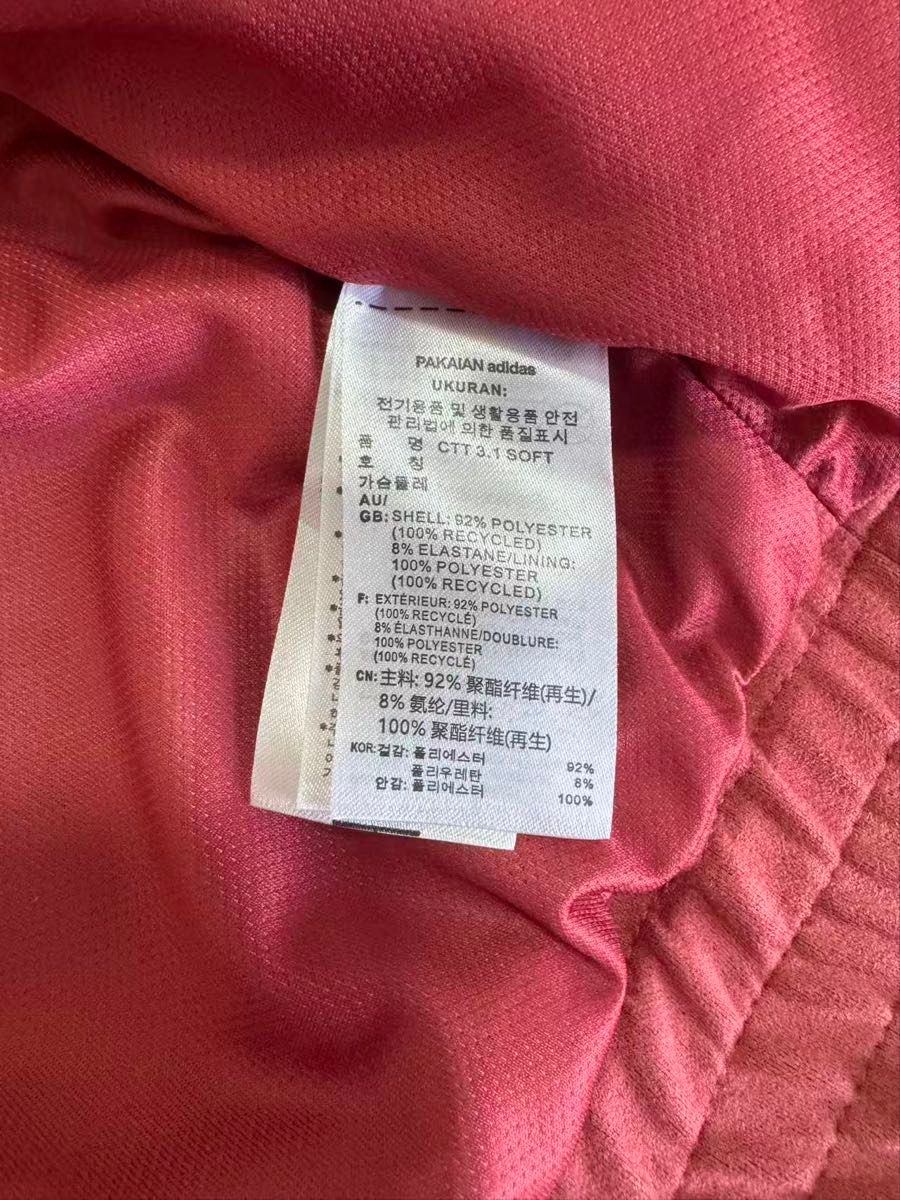 PAKAIAN adidas
UKURAN:
전기용품 및 생활용품 안전
관리법에 의한 품질표시
품 명 CTT 3.1 SOFT
호 칭
가슴둘레
AU/
GB: SHELL: 92% POLYESTER
(100% RECYCLED)
8% ELASTANE/LINING:
100% POLYESTER
(100% RECYCLED)
F: EXTÉRIEUR: 92% POLYESTER
(100% RECYCLÉ)
8% ÉLASTHANNE/DOUBLURE:
100% POLYESTER
(100% RECYCLÉ)
CN: 主料: 92% 聚酯纤维(再生)/
8% 氨纶/里料:
100% 聚酯纤维(再生)
KOR: 겉감: 폴리에스터 92%
폴리우레탄 8%
안감: 폴리에스터 100%